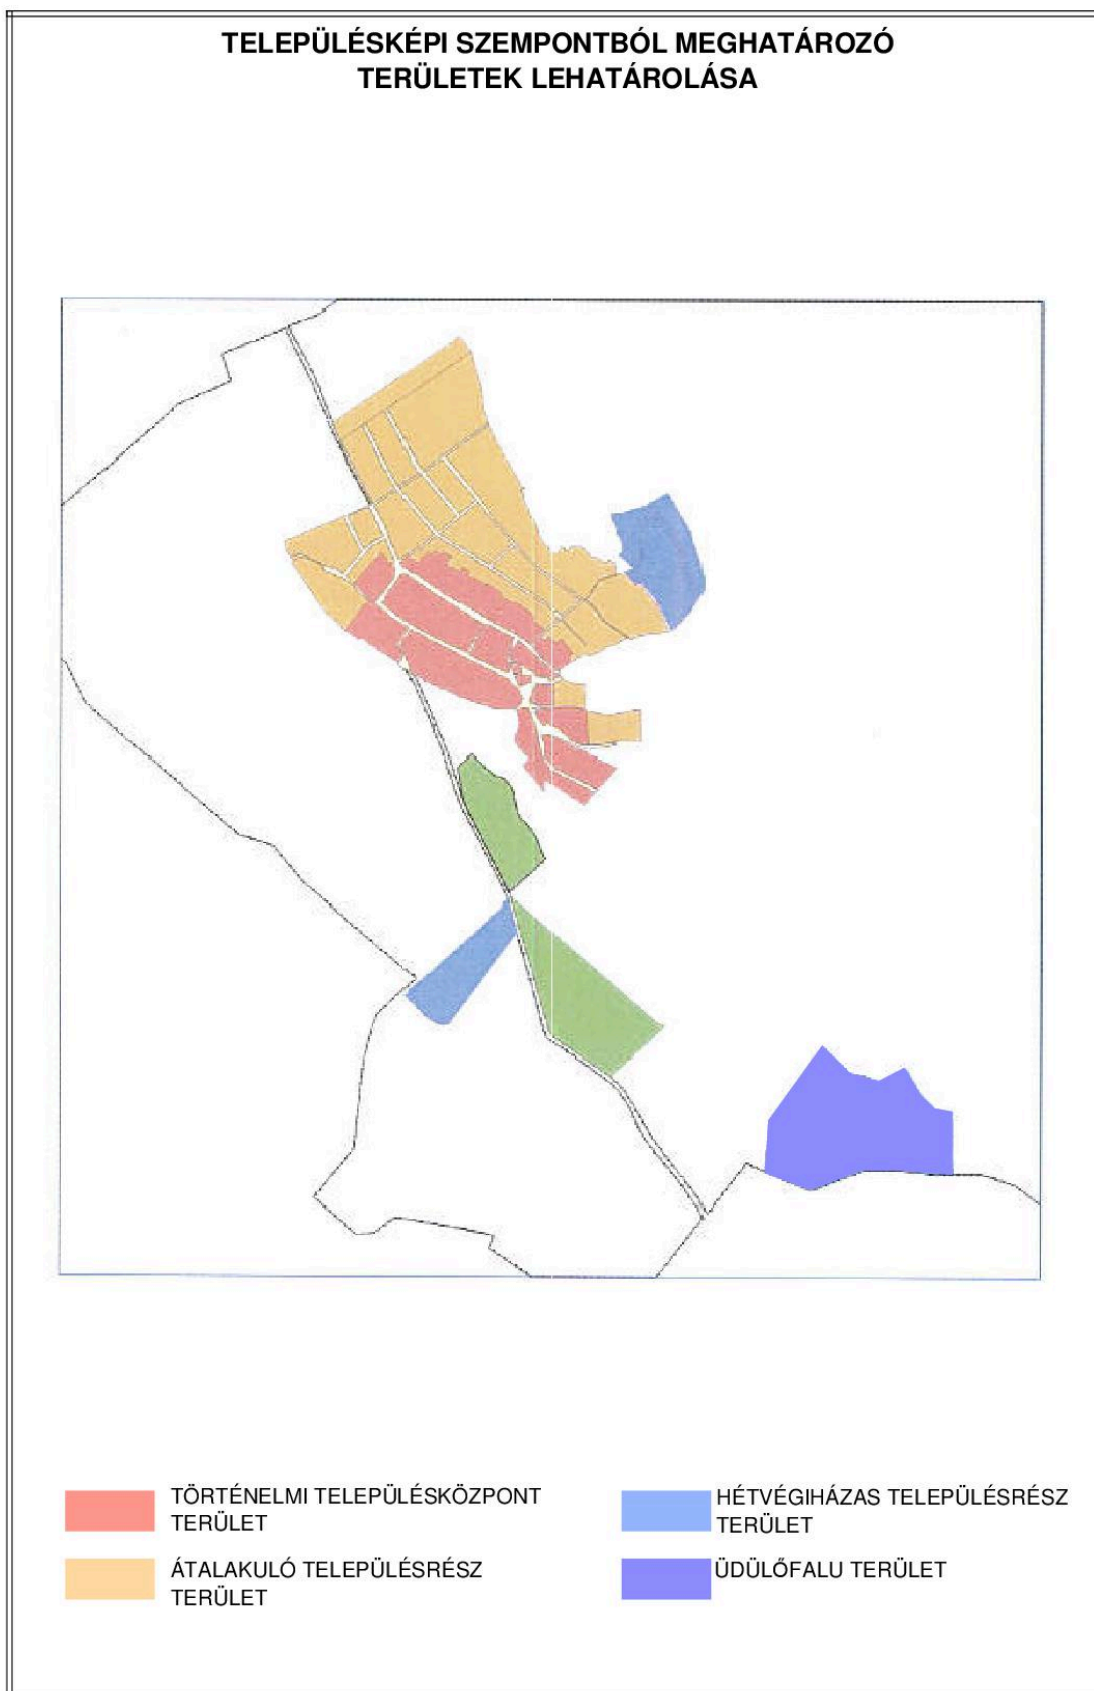 TELEPÜLÉSKÉPI SZEMPONTBÓL MEGHATÁROZÓ
TERÜLETEK LEHATÁROLÁSA
TÖRTÉNELMI TELEPÜLÉSKÖZPONT
TERÜLET
ÁTALAKULÓ TELEPÜLÉSRÉSZ
TERÜLET
HÉTVÉGIHÁZAS TELEPÜLÉSRÉSZ
TERÜLET
ÜDÜLŐFALU TERÜLET